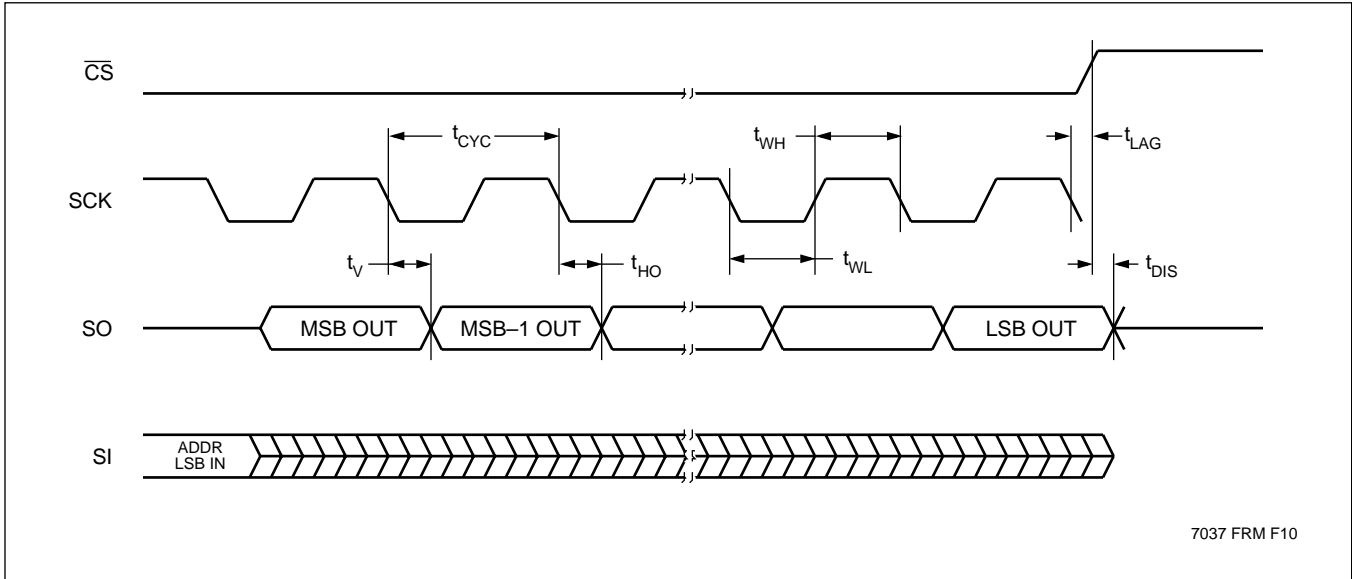 CS
tCYC
tWH
tLAG
SCK
tV
tHO
tWL
tDIS
SO
MSB OUT
MSB–1 OUT
LSB OUT
SI
ADDR
LSB IN
7037 FRM F10